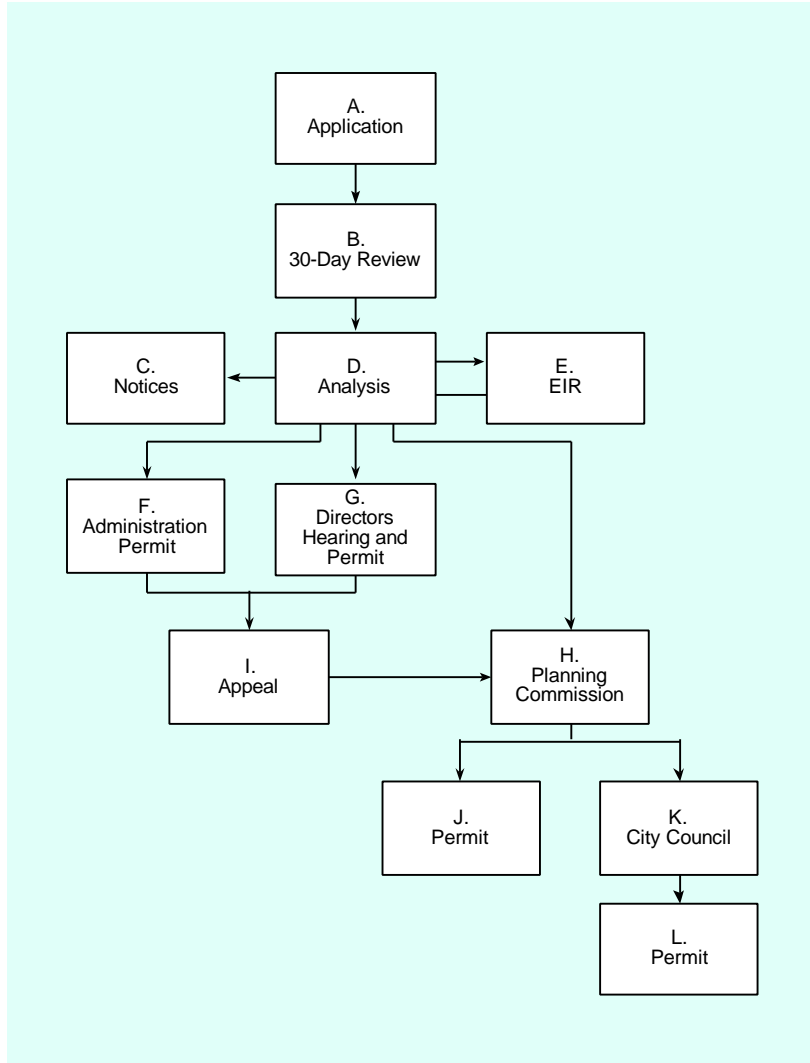 A.
Application
B.
30-Day Review
C.
Notices
D.
Analysis
E.
EIR
F.
Administration
Permit
G.
Directors
Hearing and
Permit
I.
Appeal
H.
Planning
Commission
J.
Permit
K.
City Council
L.
Permit